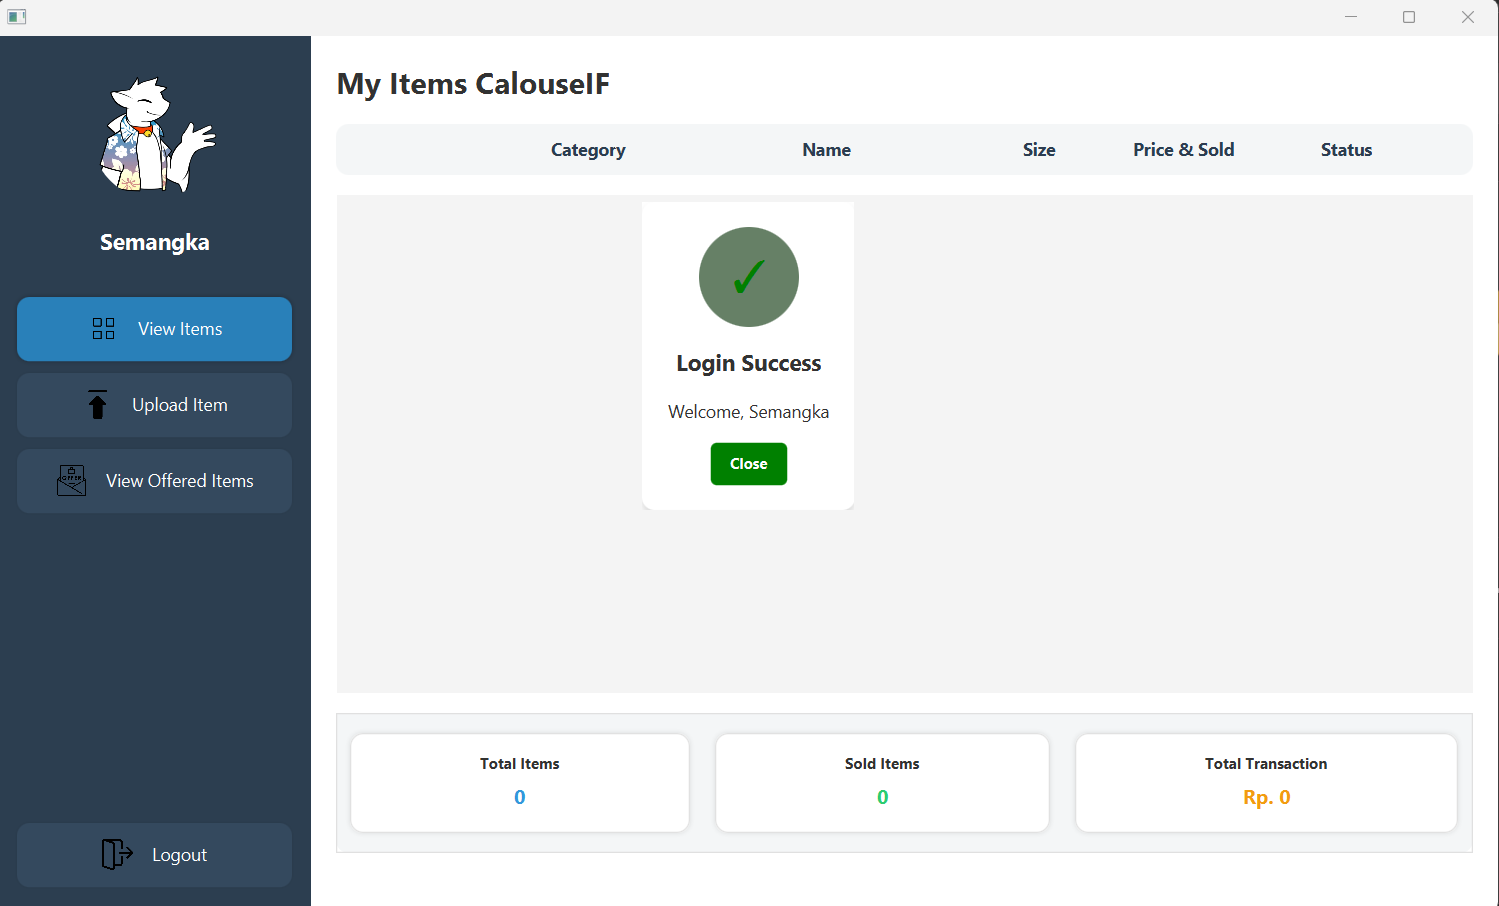 My Items CalouseIF
Category Name Size Price & Sold Status
Semangka
View Items
Upload Item
OFFER
View Offered Items
Logout
✓
Login Success
Welcome, Semangka
Close
Total Items
0
Sold Items
0
Total Transaction
Rp. 0